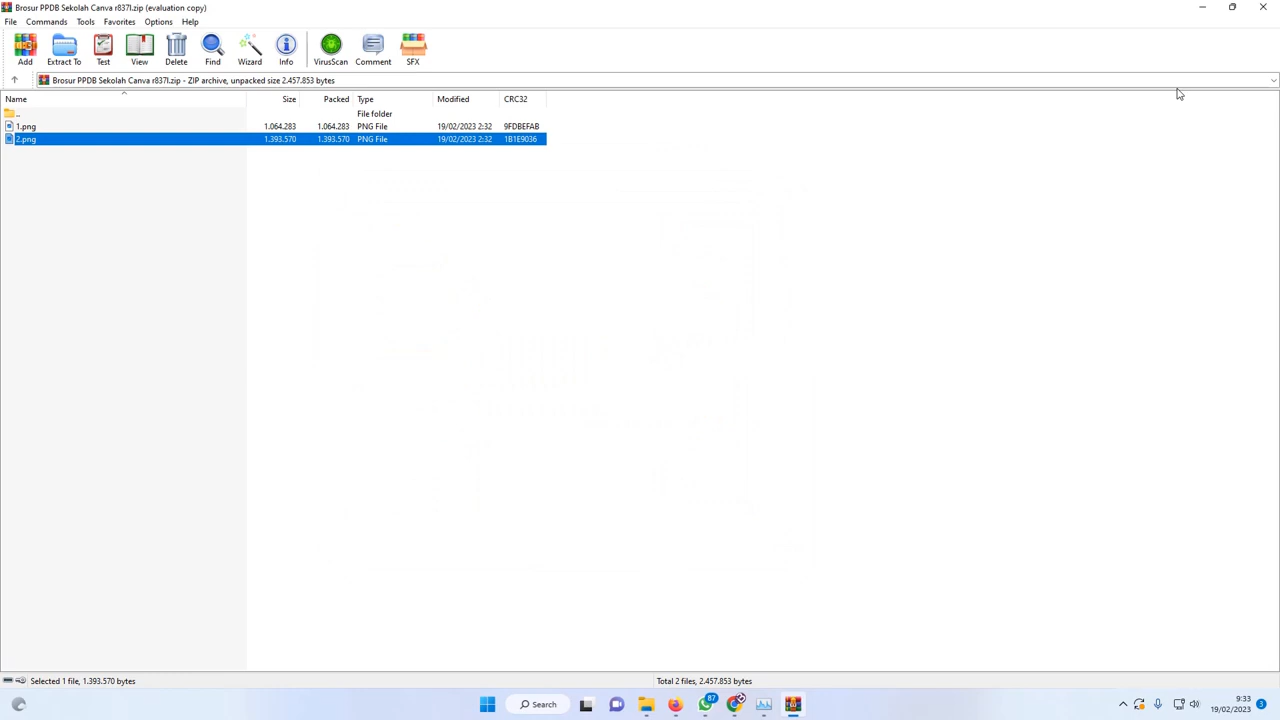 Brosur PPDB Sekolah Canva r837l.zip (evaluation copy)
File Commands Tools Favorites Options Help
Add Extract To Test View Delete Find Wizard Info VirusScan Comment SFX
Brosur PPDB Sekolah Canva r837l.zip - ZIP archive, unpacked size 2.457.853 bytes
Name Size Packed Type Modified CRC32
.. File folder
1.png 1.064.283 1.064.283 PNG File 19/02/2023 2:32 9FDBEFAB
2.png 1.393.570 1.393.570 PNG File 19/02/2023 2:32 1B1E9036
Selected 1 file, 1.393.570 bytes Total 2 files, 2.457.853 bytes
Search 87 9:33
19/02/2023 3